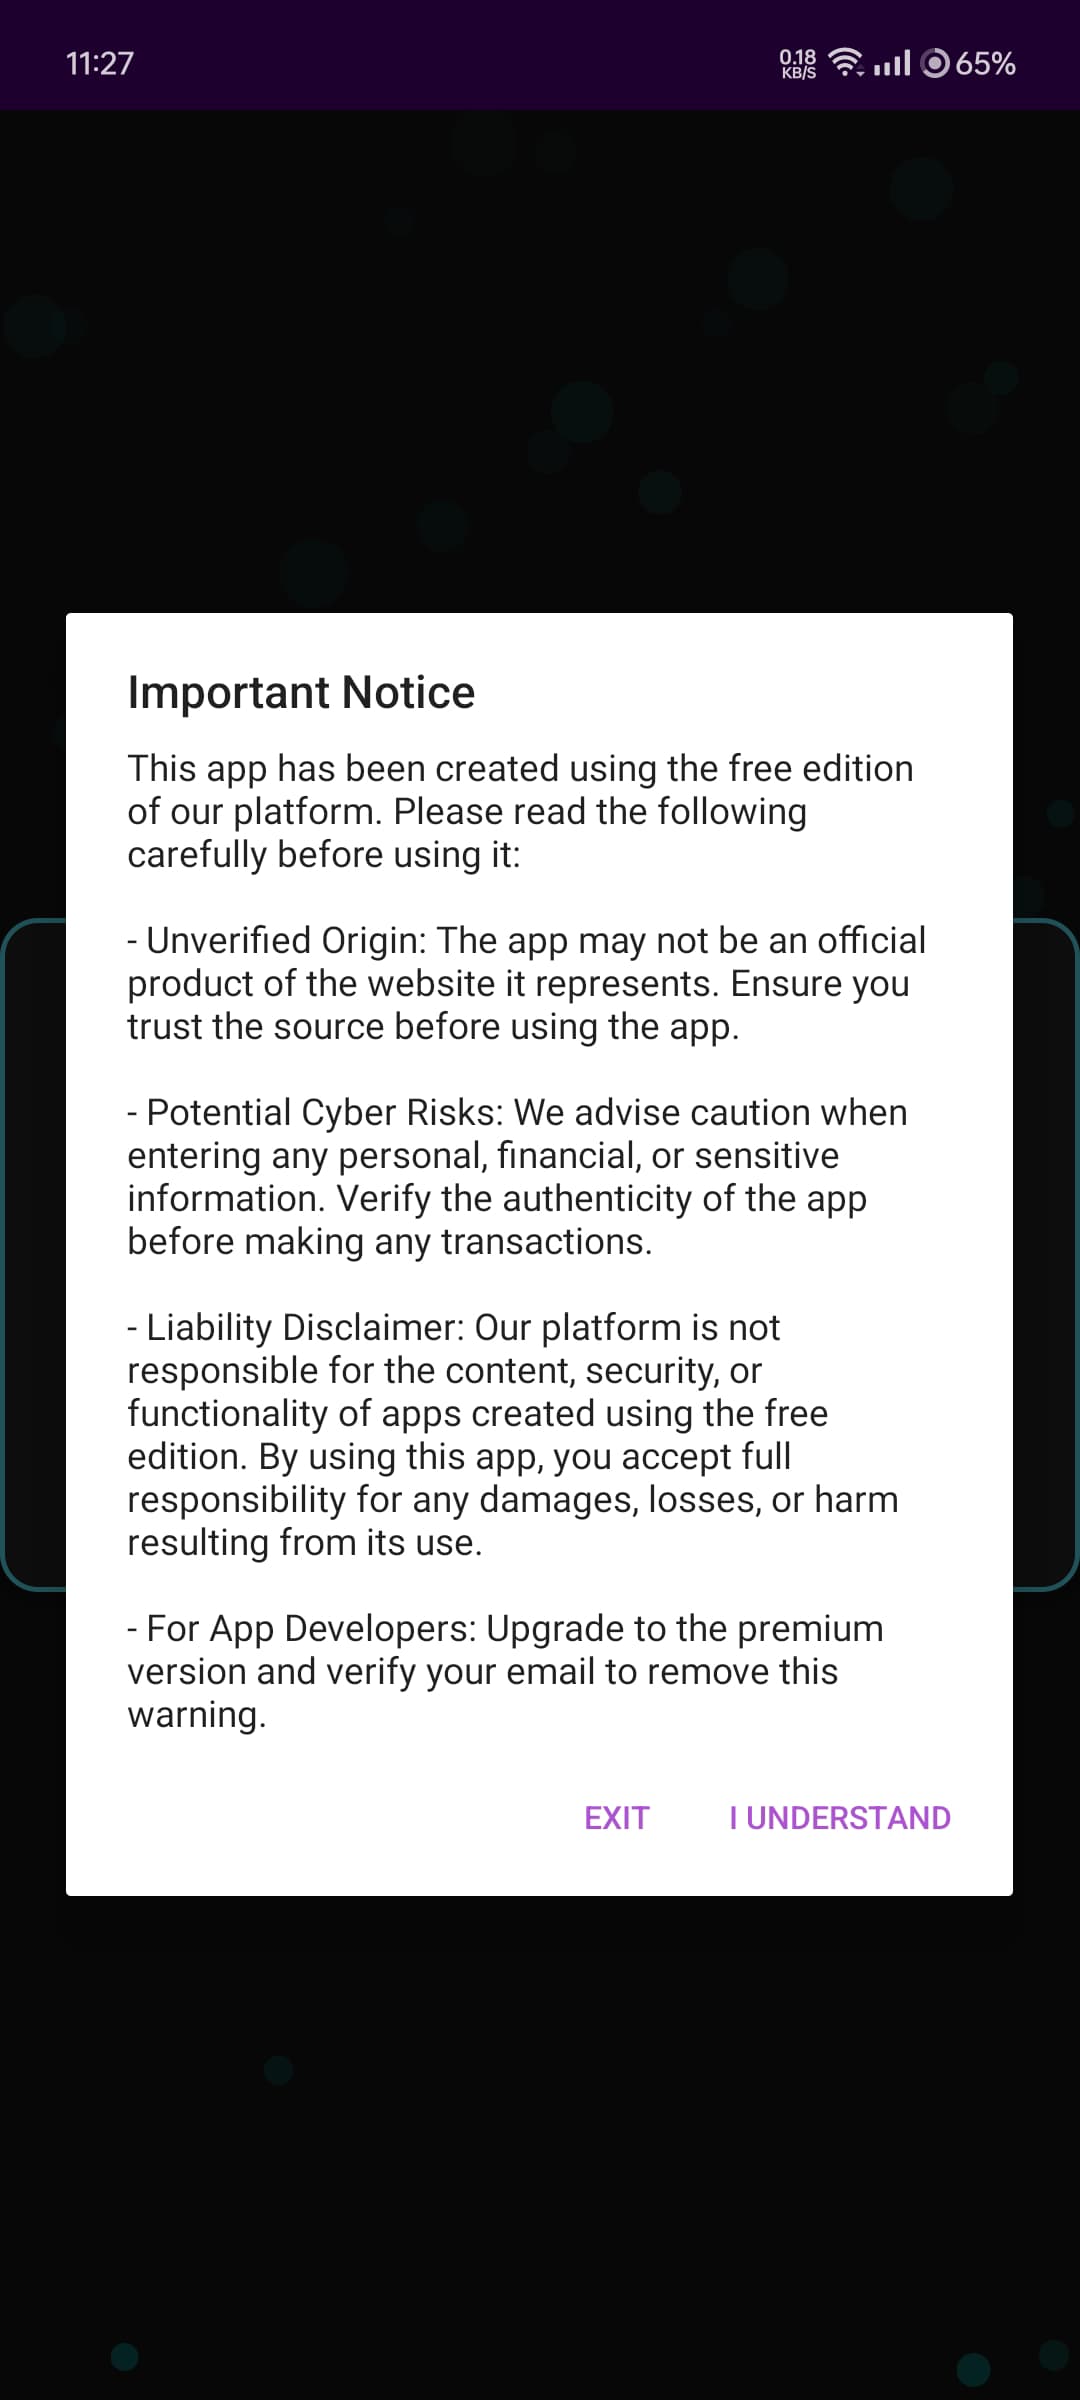 11:27
0.18
KB/S
65%
Important Notice
This app has been created using the free edition
of our platform. Please read the following
carefully before using it:
- Unverified Origin: The app may not be an official
product of the website it represents. Ensure you
trust the source before using the app.
- Potential Cyber Risks: We advise caution when
entering any personal, financial, or sensitive
information. Verify the authenticity of the app
before making any transactions.
- Liability Disclaimer: Our platform is not
responsible for the content, security, or
functionality of apps created using the free
edition. By using this app, you accept full
responsibility for any damages, losses, or harm
resulting from its use.
- For App Developers: Upgrade to the premium
version and verify your email to remove this
warning.
EXIT I UNDERSTAND